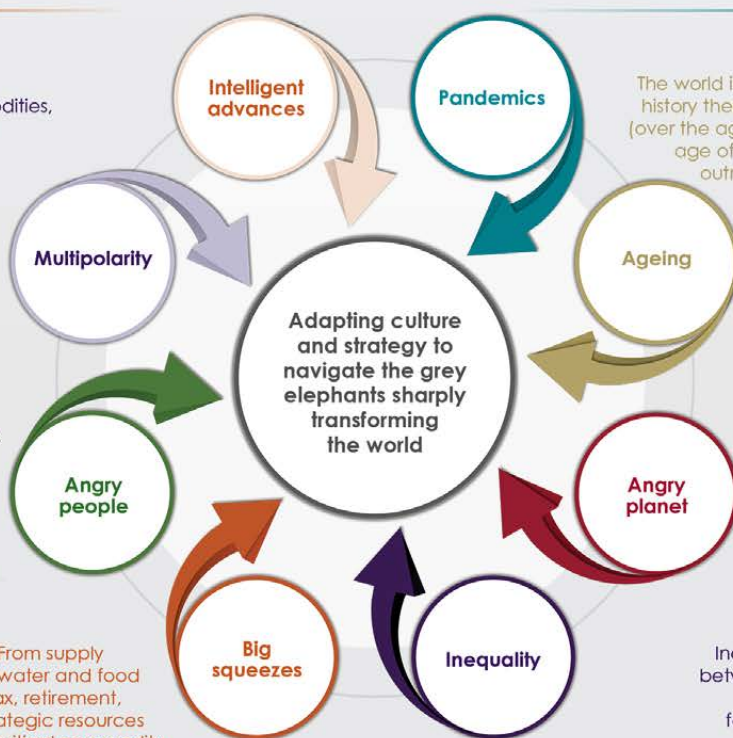 Intelligent
advances
Pandemics
odities,
The world i
history the
(over the ag
age of
outr
Multipolarity
Ageing
Adapting culture
and strategy to
navigate the grey
elephants sharply
transforming
the world
Angry
people
Angry
planet
Big
squeezes
Inequality
From supply
water and food
ax, retirement,
ategic resources
Ine
betw
f